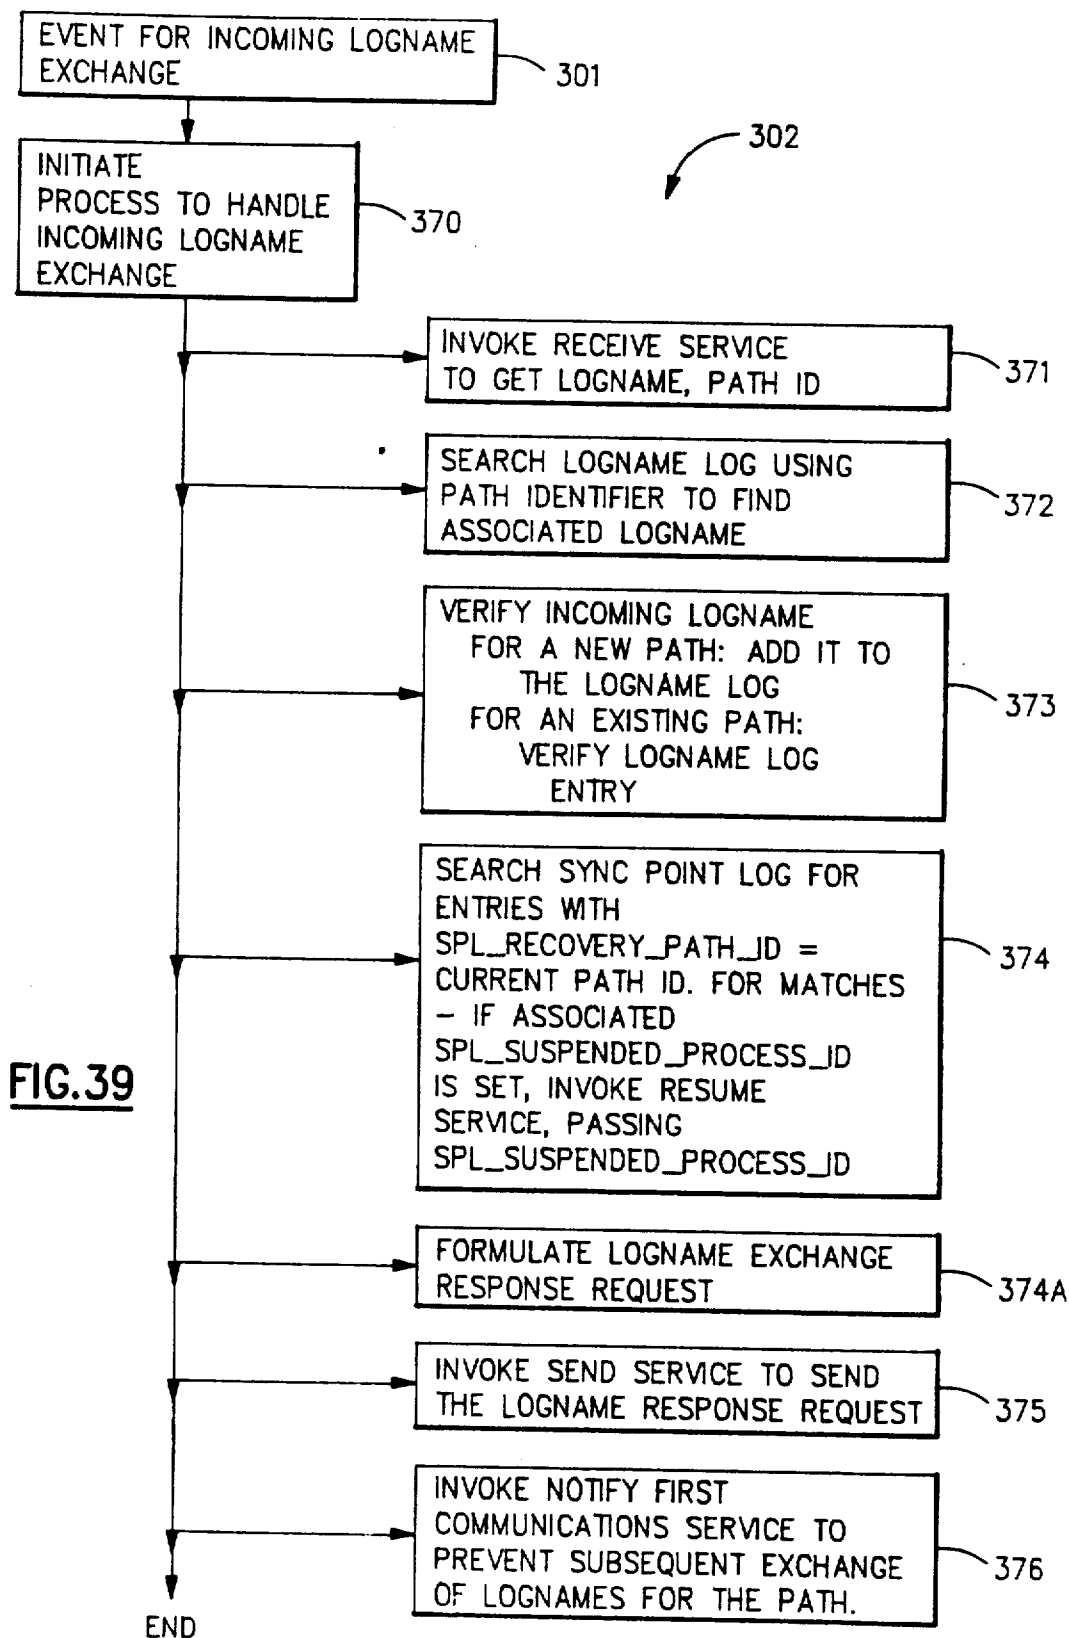 EVENT FOR INCOMING LOGNAME
EXCHANGE
301
302
INITIATE
PROCESS TO HANDLE
INCOMING LOGNAME
EXCHANGE
370
INVOKE RECEIVE SERVICE
TO GET LOGNAME, PATH ID
371
SEARCH LOGNAME LOG USING
PATH IDENTIFIER TO FIND
ASSOCIATED LOGNAME
372
VERIFY INCOMING LOGNAME
FOR A NEW PATH: ADD IT TO
THE LOGNAME LOG
FOR AN EXISTING PATH:
VERIFY LOGNAME LOG
ENTRY
373
SEARCH SYNC POINT LOG FOR
ENTRIES WITH
SPL_RECOVERY_PATH_ID =
CURRENT PATH ID. FOR MATCHES
– IF ASSOCIATED
SPL_SUSPENDED_PROCESS_ID
IS SET, INVOKE RESUME
SERVICE, PASSING
SPL_SUSPENDED_PROCESS_ID
374
FIG.39
FORMULATE LOGNAME EXCHANGE
RESPONSE REQUEST
374A
INVOKE SEND SERVICE TO SEND
THE LOGNAME RESPONSE REQUEST
375
INVOKE NOTIFY FIRST
COMMUNICATIONS SERVICE TO
PREVENT SUBSEQUENT EXCHANGE
OF LOGNAMES FOR THE PATH.
376
END